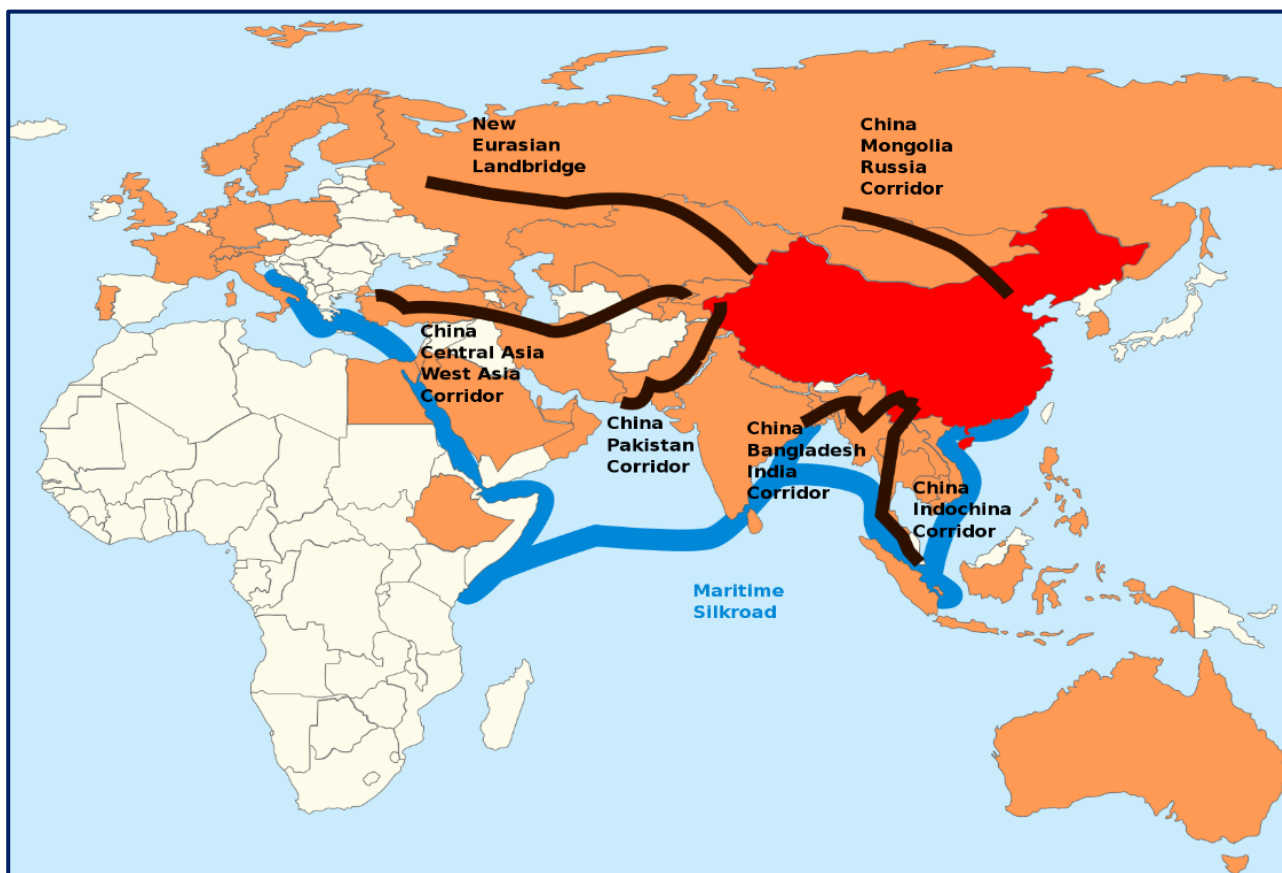 New
Eurasian
Landbridge
China
Mongolia
Russia
Corridor
China
Central Asia
West Asia
Corridor
China
Pakistan
Corridor
China
Bangladesh
India
Corridor
China
Indochina
Corridor
Maritime
Silkroad